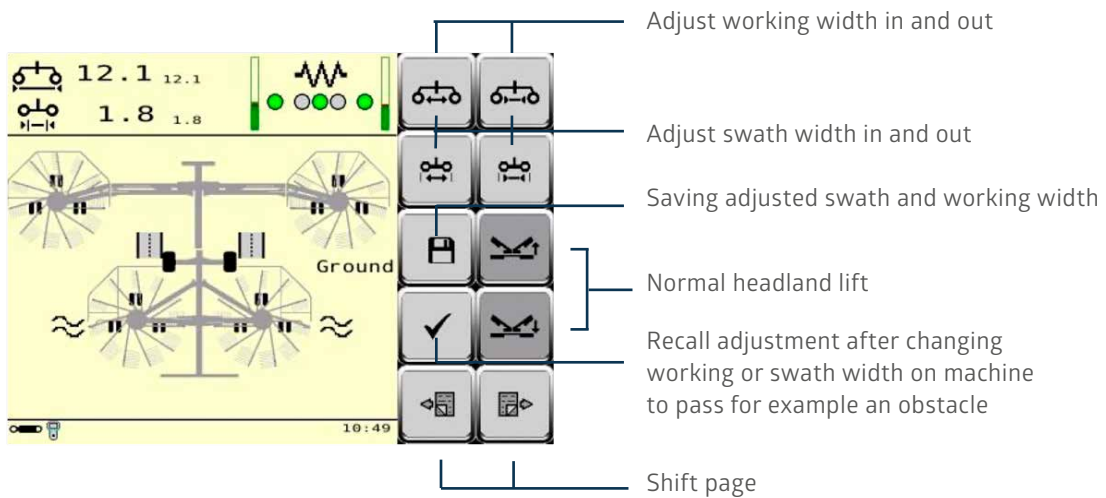 Adjust working width in and out
12.1 12.1
1.8 1.8
Adjust swath width in and out
Saving adjusted swath and working width
Ground
Normal headland lift
Recall adjustment after changing
working or swath width on machine
to pass for example an obstacle
10:49
Shift page